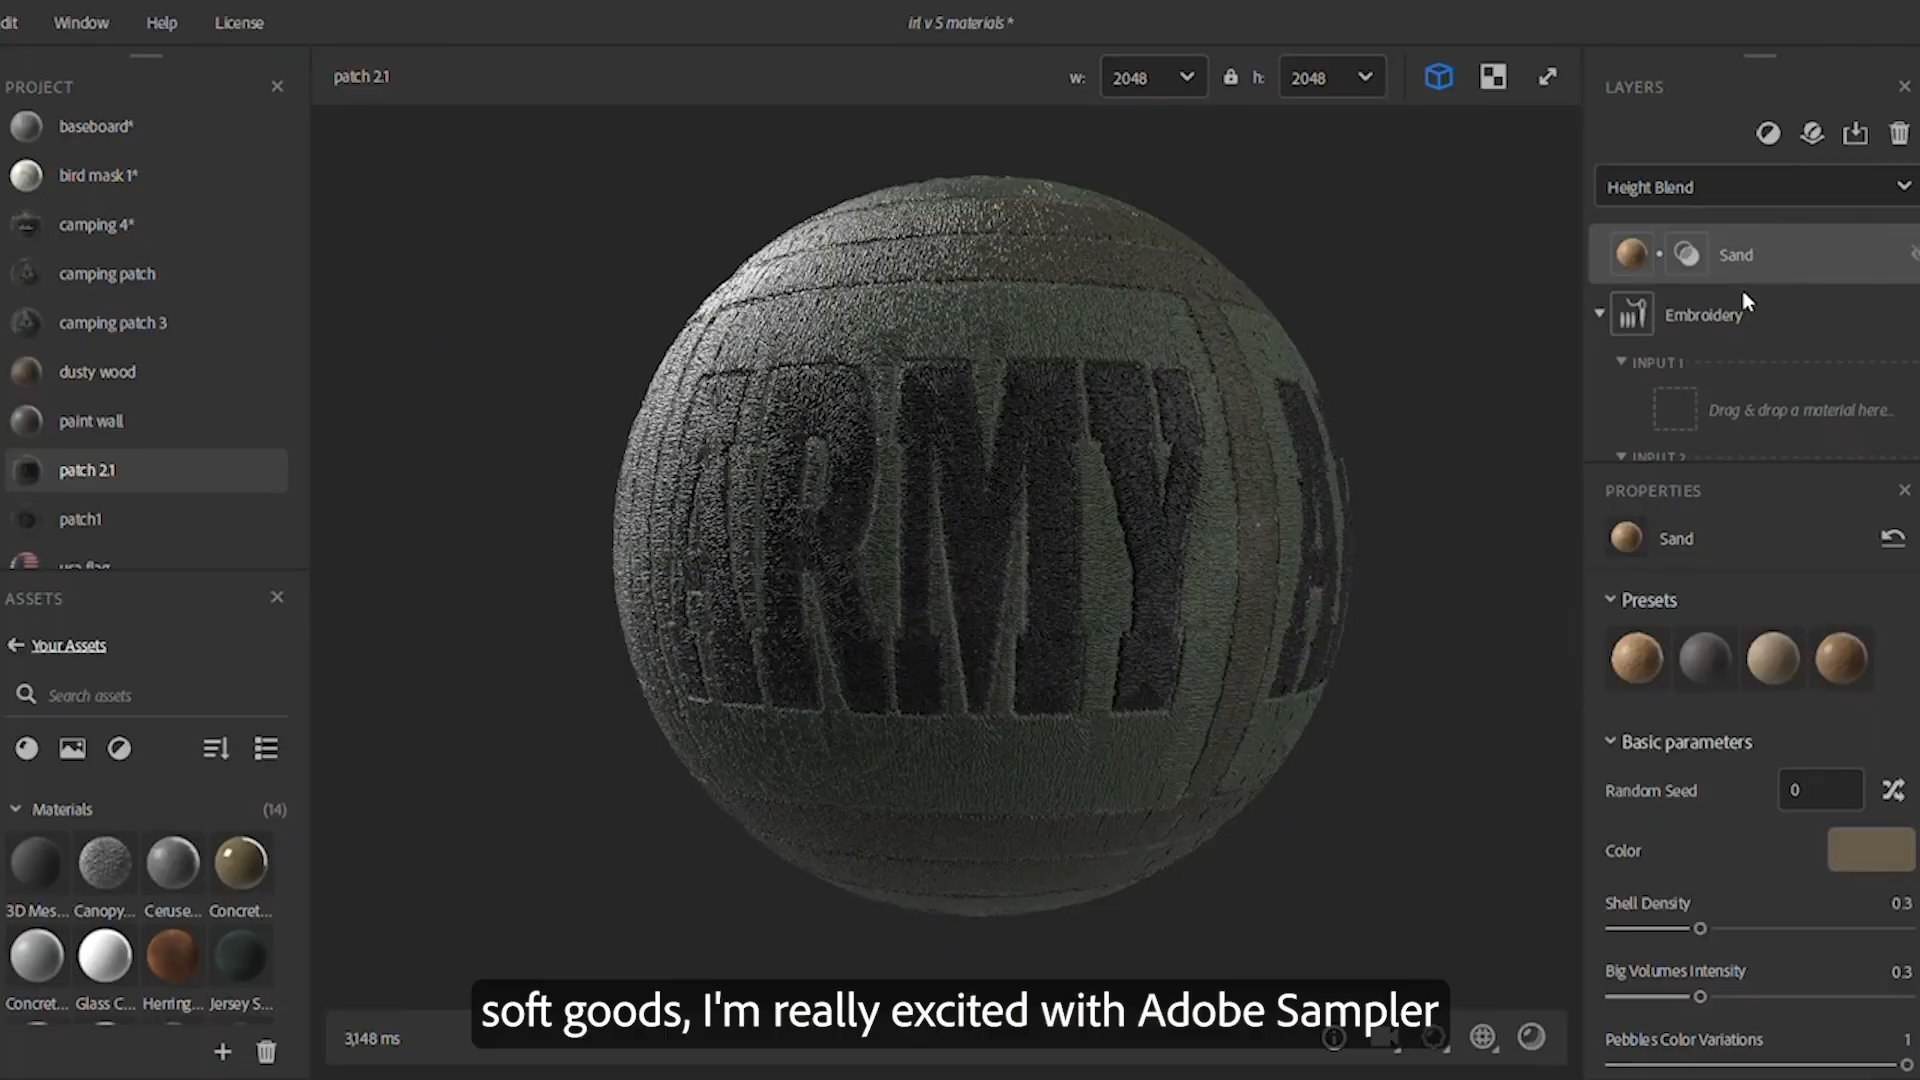 dit Window Help License
irl v 5 materials*
PROJECT
baseboard*
bird mask 1*
camping 4*
camping patch
camping patch 3
dusty wood
paint wall
patch 2.1
patch1
usa flag
ASSETS
Your Assets
Search assets
Materials (14)
3D Mes... Canopy... Ceruse... Concret...
Concret... Glass C... Herring... Jersey S...
patch 2.1
w: 2048 h: 2048
ARMY A
3,148 ms
soft goods, I'm really excited with Adobe Sampler
LAYERS
Height Blend
Sand
Embroidery
INPUT 1
Drag & drop a material here...
INPUT 2
PROPERTIES
Sand
Presets
Basic parameters
Random Seed 0
Color
Shell Density 0.3
Big Volumes Intensity 0.3
Pebbles Color Variations 1